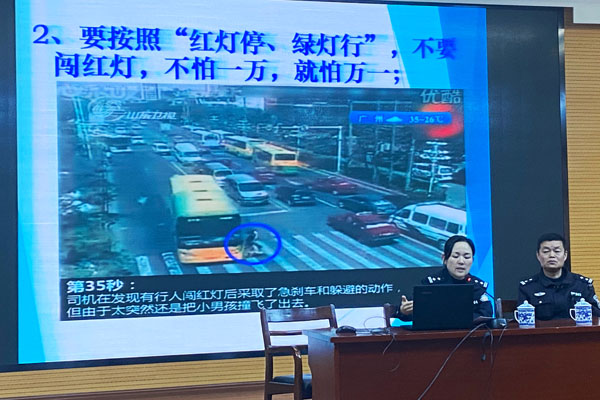 2、要按照“红灯停、绿灯行”，不要
闯红灯，不怕一万，就怕万一；
山东卫视
优酷
广州 35-26℃
第35秒：
司机在发现有行人闯红灯后采取了急刹车和躲避的动作，
但由于太突然还是把小男孩撞飞了出去。